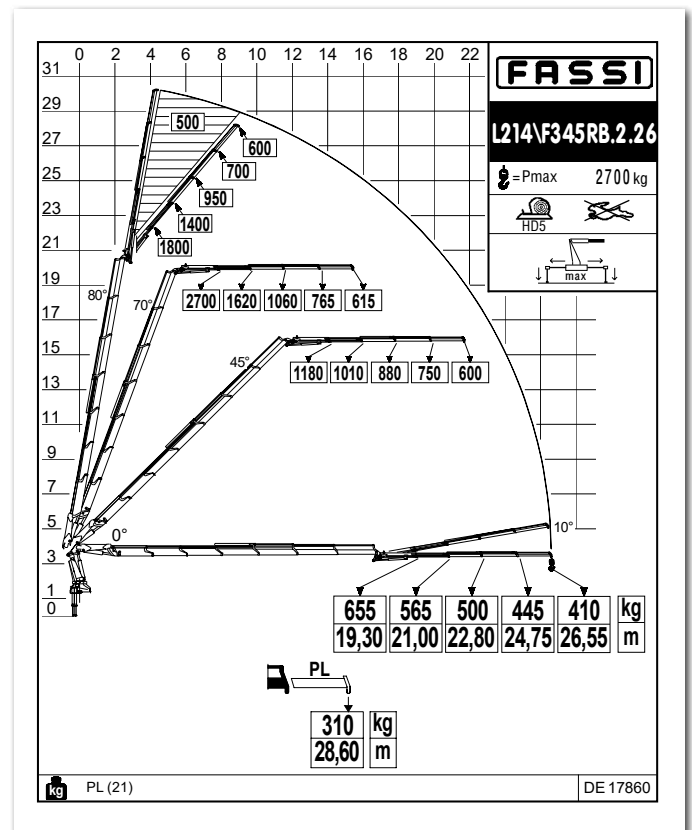 0 2 4 6 8 10 12 14 16 18 20 22
31
29
27
25
23
21
19
17
15
13
11
9
7
5
3
1
0
FASSI
L214\F345RB.2.26
=Pmax 2700 kg
HD5
max
500
600
700
950
1400
1800
80°
70°
2700 1620 1060 765 615
45°
1180 1010 880 750 600
0°
10°
655 565 500 445 410 kg
19,30 21,00 22,80 24,75 26,55 m
PL
310 kg
28,60 m
kg PL (21) DE 17860